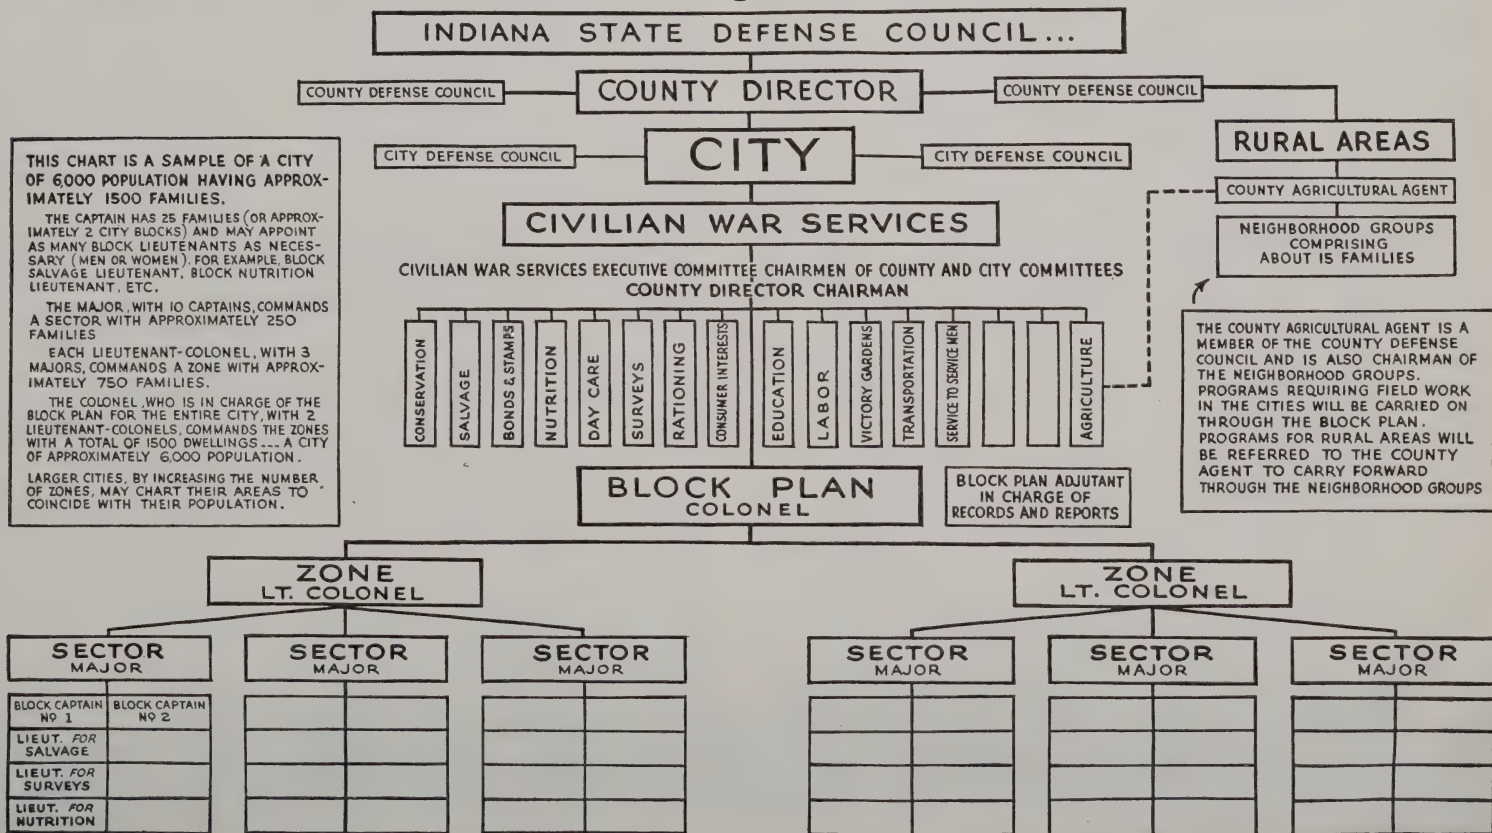 INDIANA STATE DEFENSE COUNCIL...
COUNTY DEFENSE COUNCIL
COUNTY DIRECTOR
COUNTY DEFENSE COUNCIL
CITY DEFENSE COUNCIL
CITY
CITY DEFENSE COUNCIL
RURAL AREAS
COUNTY AGRICULTURAL AGENT
NEIGHBORHOOD GROUPS
COMPRISING
ABOUT 15 FAMILIES
THIS CHART IS A SAMPLE OF A CITY
OF 6,000 POPULATION HAVING APPROX-
IMATELY 1500 FAMILIES.
THE CAPTAIN HAS 25 FAMILIES (OR APPROX-
IMATELY 2 CITY BLOCKS) AND MAY APPOINT
AS MANY BLOCK LIEUTENANTS AS NECES-
SARY (MEN OR WOMEN). FOR EXAMPLE, BLOCK
SALVAGE LIEUTENANT, BLOCK NUTRITION
LIEUTENANT, ETC.
THE MAJOR, WITH 10 CAPTAINS, COMMANDS
A SECTOR WITH APPROXIMATELY 250
FAMILIES
EACH LIEUTENANT-COLONEL, WITH 3
MAJORS, COMMANDS A ZONE WITH APPROX-
IMATELY 750 FAMILIES.
THE COLONEL, WHO IS IN CHARGE OF THE
BLOCK PLAN FOR THE ENTIRE CITY, WITH 2
LIEUTENANT-COLONELS, COMMANDS THE ZONES
WITH A TOTAL OF 1500 DWELLINGS... A CITY
OF APPROXIMATELY 6,000 POPULATION.
LARGER CITIES, BY INCREASING THE NUMBER
OF ZONES, MAY CHART THEIR AREAS TO
COINCIDE WITH THEIR POPULATION.
CIVILIAN WAR SERVICES
CIVILIAN WAR SERVICES EXECUTIVE COMMITTEE CHAIRMEN OF COUNTY AND CITY COMMITTEES
COUNTY DIRECTOR CHAIRMAN
CONSERVATION
SALVAGE
BONDS & STAMPS
NUTRITION
DAY CARE
SURVEYS
RATIONING
CONSUMER INTERESTS
EDUCATION
LABOR
VICTORY GARDENS
TRANSPORTATION
SERVICE TO SERVICE MEN
AGRICULTURE
THE COUNTY AGRICULTURAL AGENT IS A
MEMBER OF THE COUNTY DEFENSE
COUNCIL AND IS ALSO CHAIRMAN OF
THE NEIGHBORHOOD GROUPS.
PROGRAMS REQUIRING FIELD WORK
IN THE CITIES WILL BE CARRIED ON
THROUGH THE BLOCK PLAN.
PROGRAMS FOR RURAL AREAS WILL
BE REFERRED TO THE COUNTY
AGENT TO CARRY FORWARD
THROUGH THE NEIGHBORHOOD GROUPS
BLOCK PLAN
COLONEL
BLOCK PLAN ADJUTANT
IN CHARGE OF
RECORDS AND REPORTS
ZONE
LT. COLONEL
ZONE
LT. COLONEL
SECTOR
MAJOR
SECTOR
MAJOR
SECTOR
MAJOR
SECTOR
MAJOR
SECTOR
MAJOR
SECTOR
MAJOR
BLOCK CAPTAIN
Nº 1
BLOCK CAPTAIN
Nº 2
LIEUT. FOR
SALVAGE
LIEUT. FOR
SURVEYS
LIEUT. FOR
NUTRITION